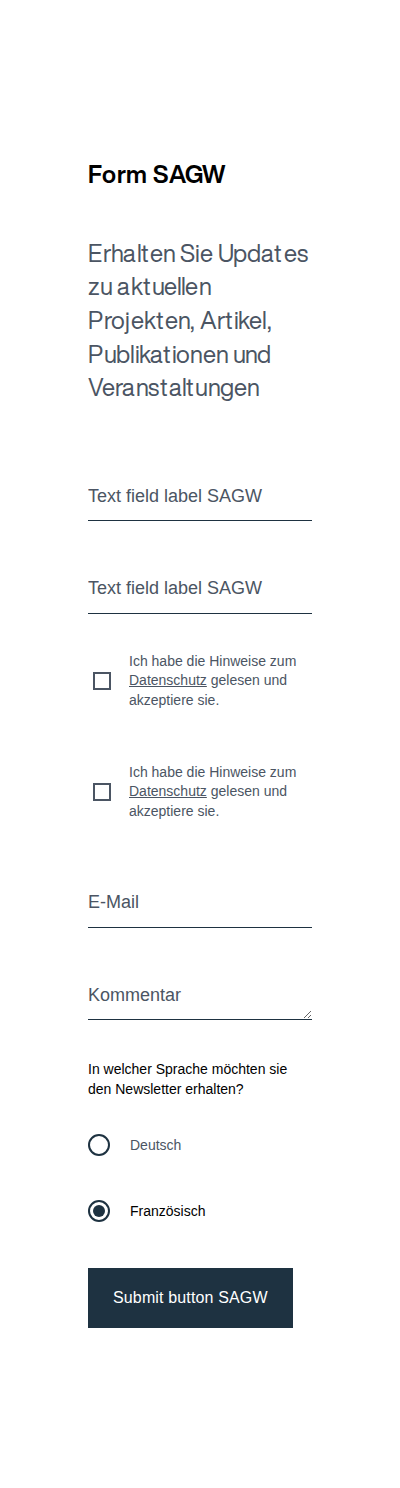 Form SAGW
Erhalten Sie Updates
zu aktuellen
Projekten, Artikel,
Publikationen und
Veranstaltungen
Text field label SAGW
Text field label SAGW
Ich habe die Hinweise zum
Datenschutz gelesen und
akzeptiere sie.
Ich habe die Hinweise zum
Datenschutz gelesen und
akzeptiere sie.
E-Mail
Kommentar
In welcher Sprache möchten sie
den Newsletter erhalten?
Deutsch
Französisch
Submit button SAGW